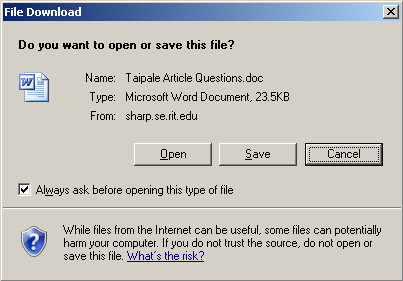 File Download
Do you want to open or save this file?
Name: Taipale Article Questions.doc
Type: Microsoft Word Document, 23.5KB
From: sharp.se.rit.edu
Open Save Cancel
Always ask before opening this type of file
While files from the Internet can be useful, some files can potentially
harm your computer. If you do not trust the source, do not open or
save this file. What's the risk?